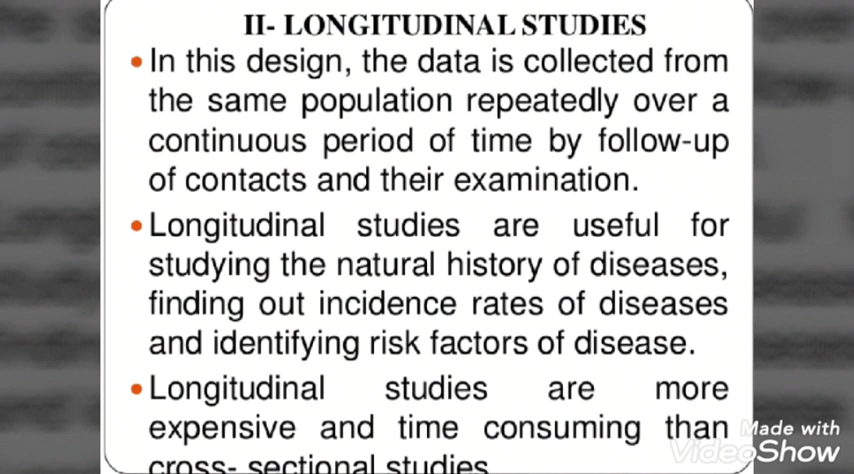 II- LONGITUDINAL STUDIES
• In this design, the data is collected from
the same population repeatedly over a
continuous period of time by follow-up
of contacts and their examination.
• Longitudinal studies are useful for
studying the natural history of diseases,
finding out incidence rates of diseases
and identifying risk factors of disease.
• Longitudinal studies are more
expensive and time consuming than
cross- sectional studies
Made with
VideoShow